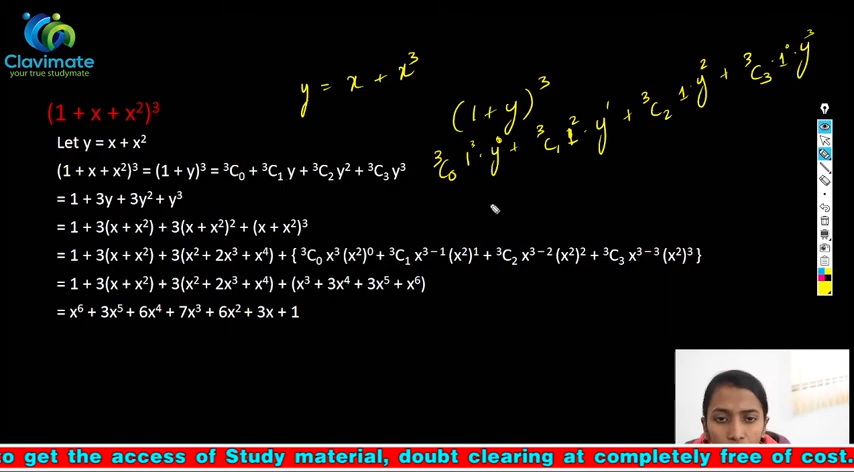 Clavimate
your true studymate
y = x + x³
(1 + x + x²)³
(1 + y)³
Let y = x + x²
³C₀ 1³ · y⁰ + ³C₁ 1² · y¹ + ³C₂ 1 · y² + ³C₃ · 1⁰ · y³
(1 + x + x²)³ = (1 + y)³ = ³C₀ + ³C₁ y + ³C₂ y² + ³C₃ y³
= 1 + 3y + 3y² + y³
= 1 + 3(x + x²) + 3(x + x²)² + (x + x²)³
= 1 + 3(x + x²) + 3(x² + 2x³ + x⁴) + { ³C₀ x³ (x²)⁰ + ³C₁ x³⁻¹ (x²)¹ + ³C₂ x³⁻² (x²)² + ³C₃ x³⁻³ (x²)³ }
= 1 + 3(x + x²) + 3(x² + 2x³ + x⁴) + (x³ + 3x⁴ + 3x⁵ + x⁶)
= x⁶ + 3x⁵ + 6x⁴ + 7x³ + 6x² + 3x + 1
to get the access of Study material, doubt clearing at completely free of cost.